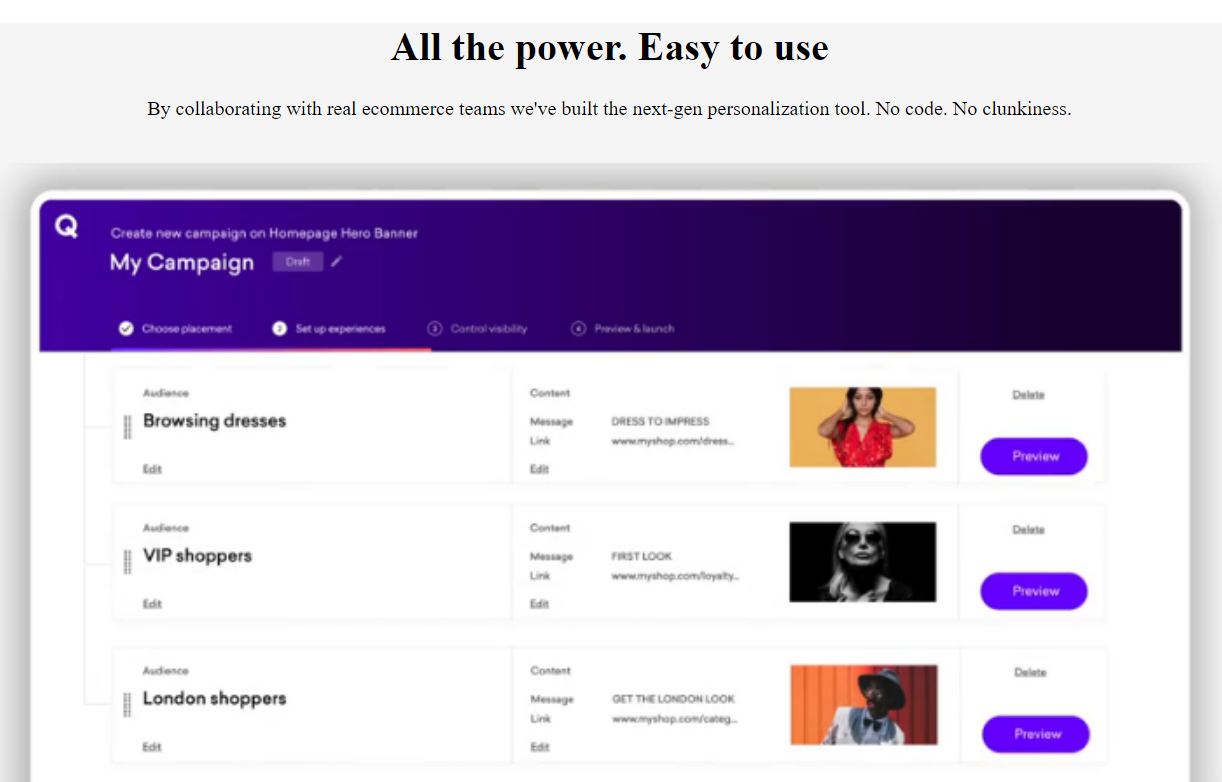 All the power. Easy to use
By collaborating with real ecommerce teams we've built the next-gen personalization tool. No code. No clunkiness.
Q
Create new campaign on Homepage Hero Banner
My Campaign Draft
Choose placement 2 Set up experiences 3 Control visibility 4 Preview & launch
Audience Content Delete
Browsing dresses Message DRESS TO IMPRESS
Link www.myshop.com/dress...
Preview
Edit Edit
Audience Content Delete
VIP shoppers Message FIRST LOOK
Link www.myshop.com/loyalty...
Preview
Edit Edit
Audience Content Delete
London shoppers Message GET THE LONDON LOOK
Link www.myshop.com/categ...
Preview
Edit Edit